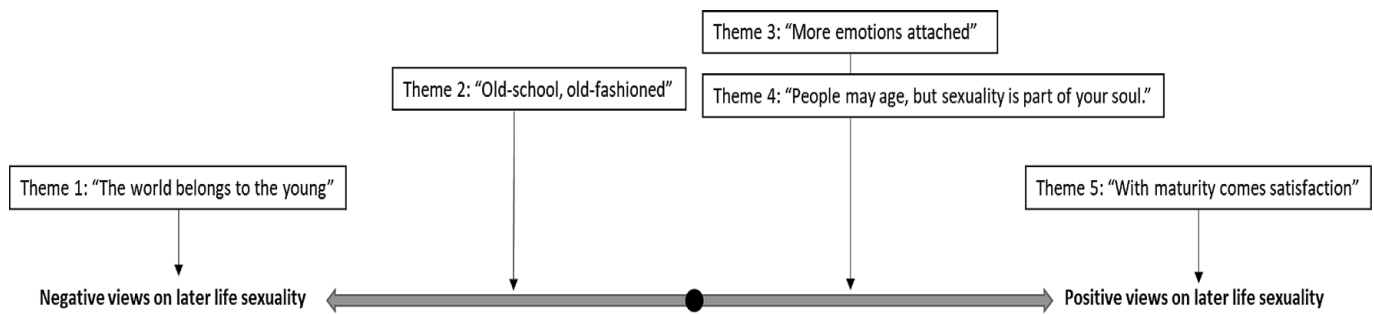 Theme 3: “More emotions attached”
Theme 2: “Old-school, old-fashioned”
Theme 4: “People may age, but sexuality is part of your soul.”
Theme 1: “The world belongs to the young”
Theme 5: “With maturity comes satisfaction”
Negative views on later life sexuality
Positive views on later life sexuality